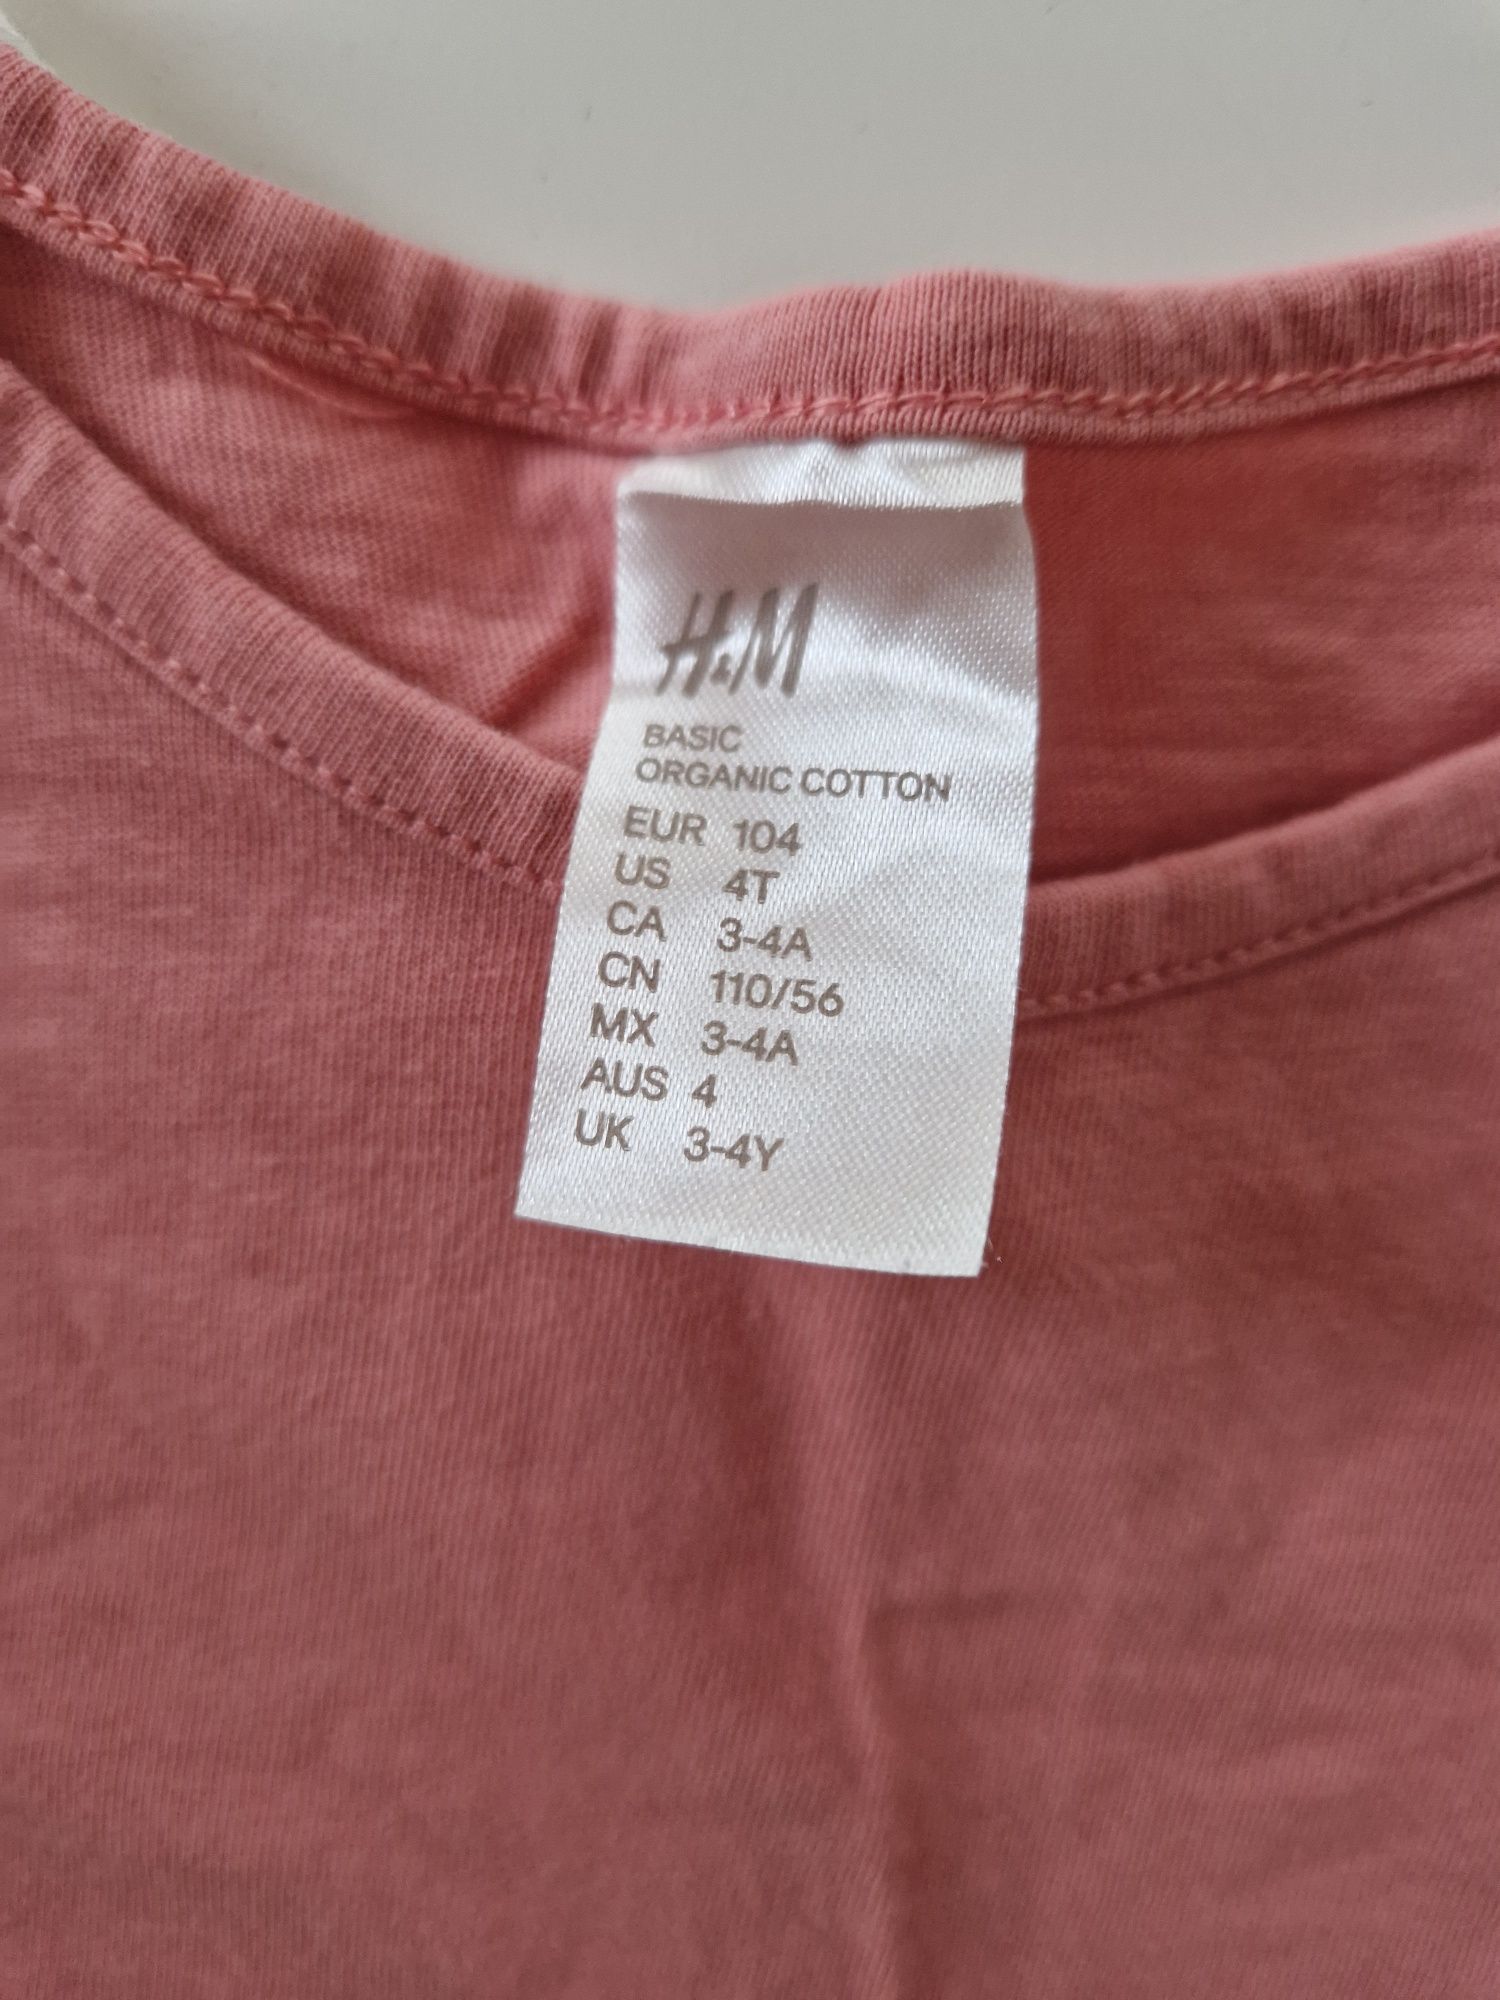 H&M
BASIC
ORGANIC COTTON
EUR 104
US 4T
CA 3-4A
CN 110/56
MX 3-4A
AUS 4
UK 3-4Y